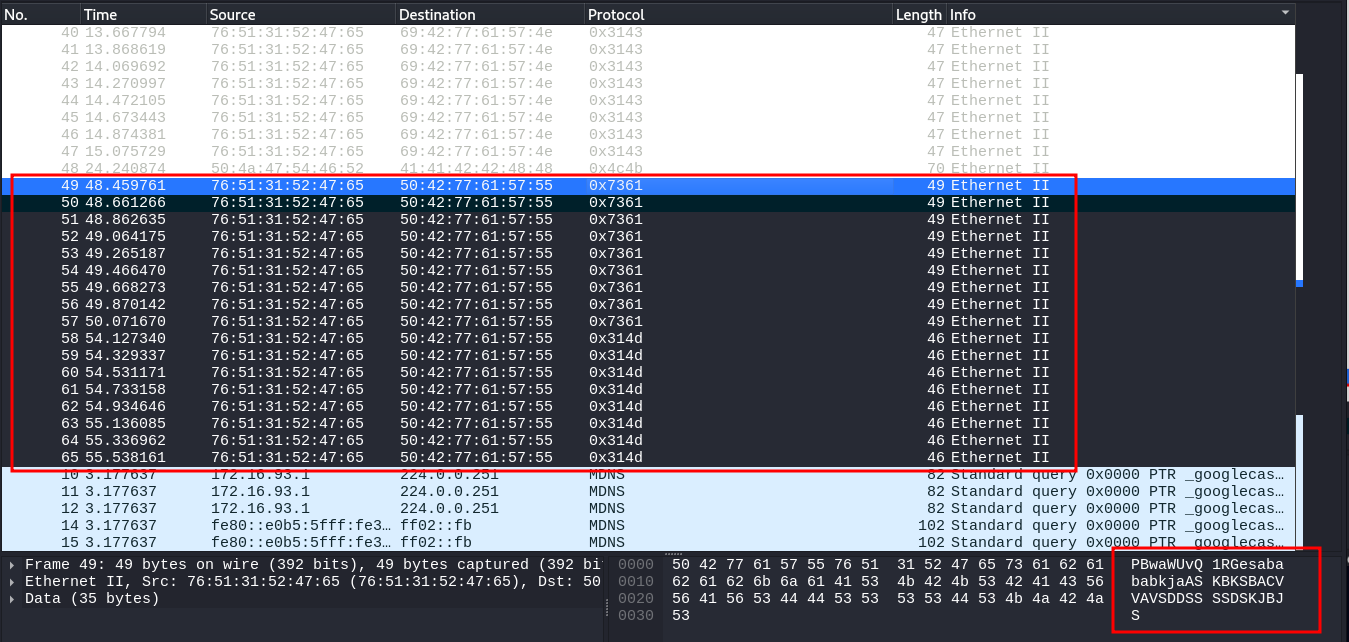 No. Time Source Destination Protocol Length Info
40 13.667794 76:51:31:52:47:65 69:42:77:61:57:4e 0x3143 47 Ethernet II
41 13.868619 76:51:31:52:47:65 69:42:77:61:57:4e 0x3143 47 Ethernet II
42 14.069692 76:51:31:52:47:65 69:42:77:61:57:4e 0x3143 47 Ethernet II
43 14.270997 76:51:31:52:47:65 69:42:77:61:57:4e 0x3143 47 Ethernet II
44 14.472105 76:51:31:52:47:65 69:42:77:61:57:4e 0x3143 47 Ethernet II
45 14.673443 76:51:31:52:47:65 69:42:77:61:57:4e 0x3143 47 Ethernet II
46 14.874381 76:51:31:52:47:65 69:42:77:61:57:4e 0x3143 47 Ethernet II
47 15.075729 76:51:31:52:47:65 69:42:77:61:57:4e 0x3143 47 Ethernet II
48 24.240874 50:4a:47:54:46:52 41:41:42:42:48:48 0x4c4b 70 Ethernet II
49 48.459761 76:51:31:52:47:65 50:42:77:61:57:55 0x7361 49 Ethernet II
50 48.661266 76:51:31:52:47:65 50:42:77:61:57:55 0x7361 49 Ethernet II
51 48.862635 76:51:31:52:47:65 50:42:77:61:57:55 0x7361 49 Ethernet II
52 49.064175 76:51:31:52:47:65 50:42:77:61:57:55 0x7361 49 Ethernet II
53 49.265187 76:51:31:52:47:65 50:42:77:61:57:55 0x7361 49 Ethernet II
54 49.466470 76:51:31:52:47:65 50:42:77:61:57:55 0x7361 49 Ethernet II
55 49.668273 76:51:31:52:47:65 50:42:77:61:57:55 0x7361 49 Ethernet II
56 49.870142 76:51:31:52:47:65 50:42:77:61:57:55 0x7361 49 Ethernet II
57 50.071670 76:51:31:52:47:65 50:42:77:61:57:55 0x7361 49 Ethernet II
58 54.127340 76:51:31:52:47:65 50:42:77:61:57:55 0x314d 46 Ethernet II
59 54.329337 76:51:31:52:47:65 50:42:77:61:57:55 0x314d 46 Ethernet II
60 54.531171 76:51:31:52:47:65 50:42:77:61:57:55 0x314d 46 Ethernet II
61 54.733158 76:51:31:52:47:65 50:42:77:61:57:55 0x314d 46 Ethernet II
62 54.934646 76:51:31:52:47:65 50:42:77:61:57:55 0x314d 46 Ethernet II
63 55.136085 76:51:31:52:47:65 50:42:77:61:57:55 0x314d 46 Ethernet II
64 55.336962 76:51:31:52:47:65 50:42:77:61:57:55 0x314d 46 Ethernet II
65 55.538161 76:51:31:52:47:65 50:42:77:61:57:55 0x314d 46 Ethernet II
10 3.177637 172.16.93.1 224.0.0.251 MDNS 82 Standard query 0x0000 PTR _googlecas…
11 3.177637 172.16.93.1 224.0.0.251 MDNS 82 Standard query 0x0000 PTR _googlecas…
12 3.177637 172.16.93.1 224.0.0.251 MDNS 82 Standard query 0x0000 PTR _googlecas…
14 3.177637 fe80::e0b5:5fff:fe3… ff02::fb MDNS 102 Standard query 0x0000 PTR _googlecas…
15 3.177637 fe80::e0b5:5fff:fe3… ff02::fb MDNS 102 Standard query 0x0000 PTR _googlecas…
Frame 49: 49 bytes on wire (392 bits), 49 bytes captured (392 bi
Ethernet II, Src: 76:51:31:52:47:65 (76:51:31:52:47:65), Dst: 50
Data (35 bytes)
0000 50 42 77 61 57 55 76 51 31 52 47 65 73 61 62 61 PBwaWUvQ 1RGesaba
0010 62 61 62 6b 6a 61 41 53 4b 42 4b 53 42 41 43 56 babkjaAS KBKSBACV
0020 56 41 56 53 44 44 53 53 53 53 44 53 4b 4a 42 4a VAVSDDSS SSDSKJBJ
0030 53 S